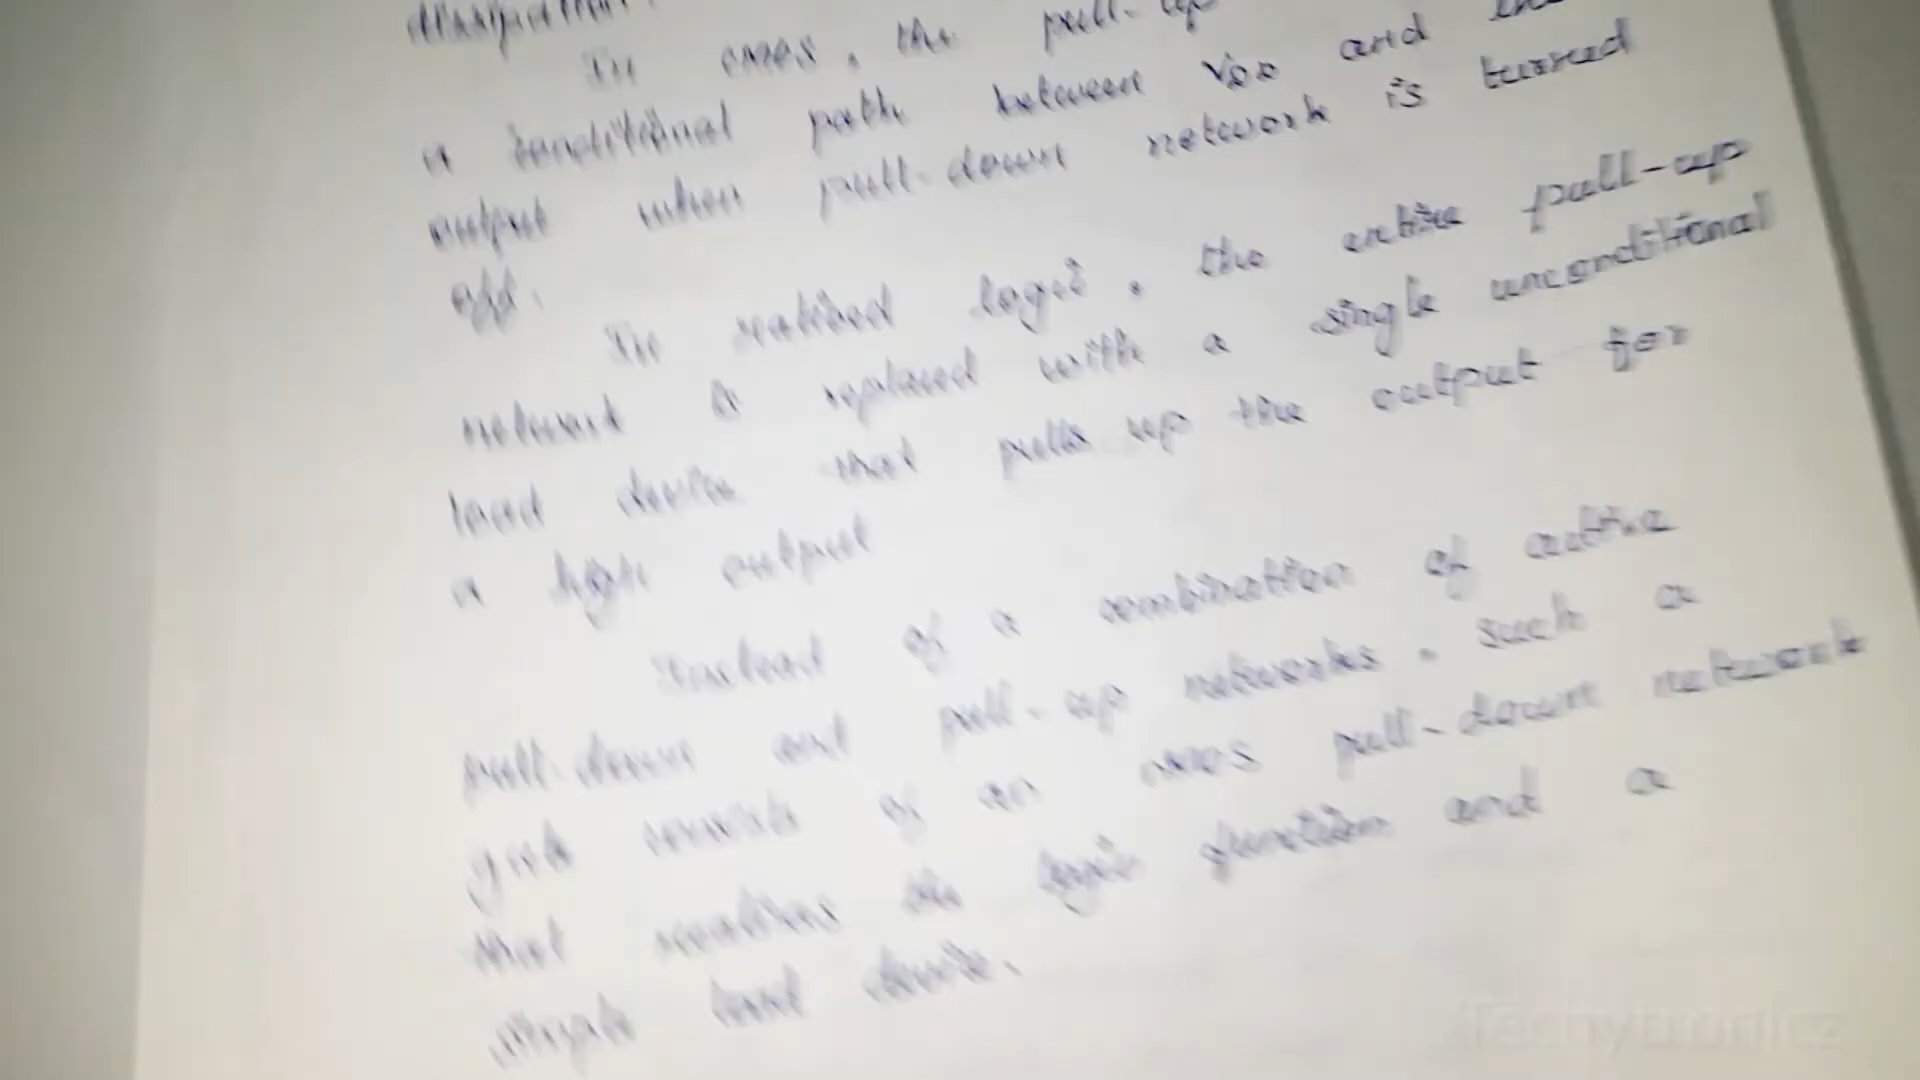 dissipation.
In cmos, the pull-up
a conditional path between VDD and the
output when pull-down network is turned
off.
In ratioed logic, the entire pull-up
network is replaced with a single unconditional
load device that pulls up the output for
a high output
Instead of a combination of active
pull-down and pull-up networks, such a
gate consists of an nmos pull-down network
that realizes the logic function and a
simple load device.
Techytronicz